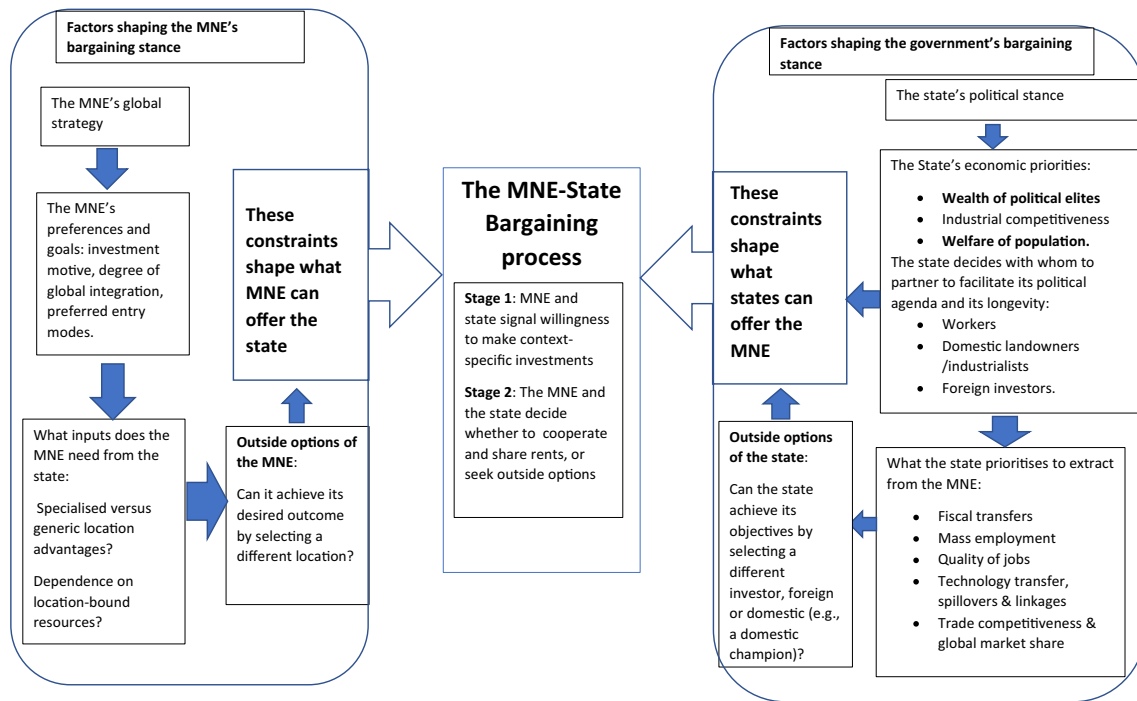 Factors shaping the MNE's
bargaining stance
The MNE's global
strategy
The MNE's
preferences and
goals: investment
motive, degree of
global integration,
preferred entry
modes.
What inputs does the
MNE need from the
state:
Specialised versus
generic location
advantages?
Dependence on
location-bound
resources?
Outside options of
the MNE:
Can it achieve its
desired outcome
by selecting a
different location?
These
constraints
shape what
MNE can
offer the
state
The MNE-State
Bargaining
process
Stage 1: MNE and
state signal willingness
to make context-
specific investments
Stage 2: The MNE and
the state decide
whether to cooperate
and share rents, or
seek outside options
Factors shaping the government's bargaining
stance
The state's political stance
The State's economic priorities:
• Wealth of political elites
• Industrial competitiveness
• Welfare of population.
The state decides with whom to
partner to facilitate its political
agenda and its longevity:
• Workers
• Domestic landowners
/industrialists
• Foreign investors.
What the state prioritises to extract
from the MNE:
• Fiscal transfers
• Mass employment
• Quality of jobs
• Technology transfer,
spillovers & linkages
• Trade competitiveness &
global market share
Outside options
of the state:
Can the state
achieve its
objectives by
selecting a
different
investor, foreign
or domestic (e.g.,
a domestic
champion)?
These
constraints
shape
what
states can
offer the
MNE